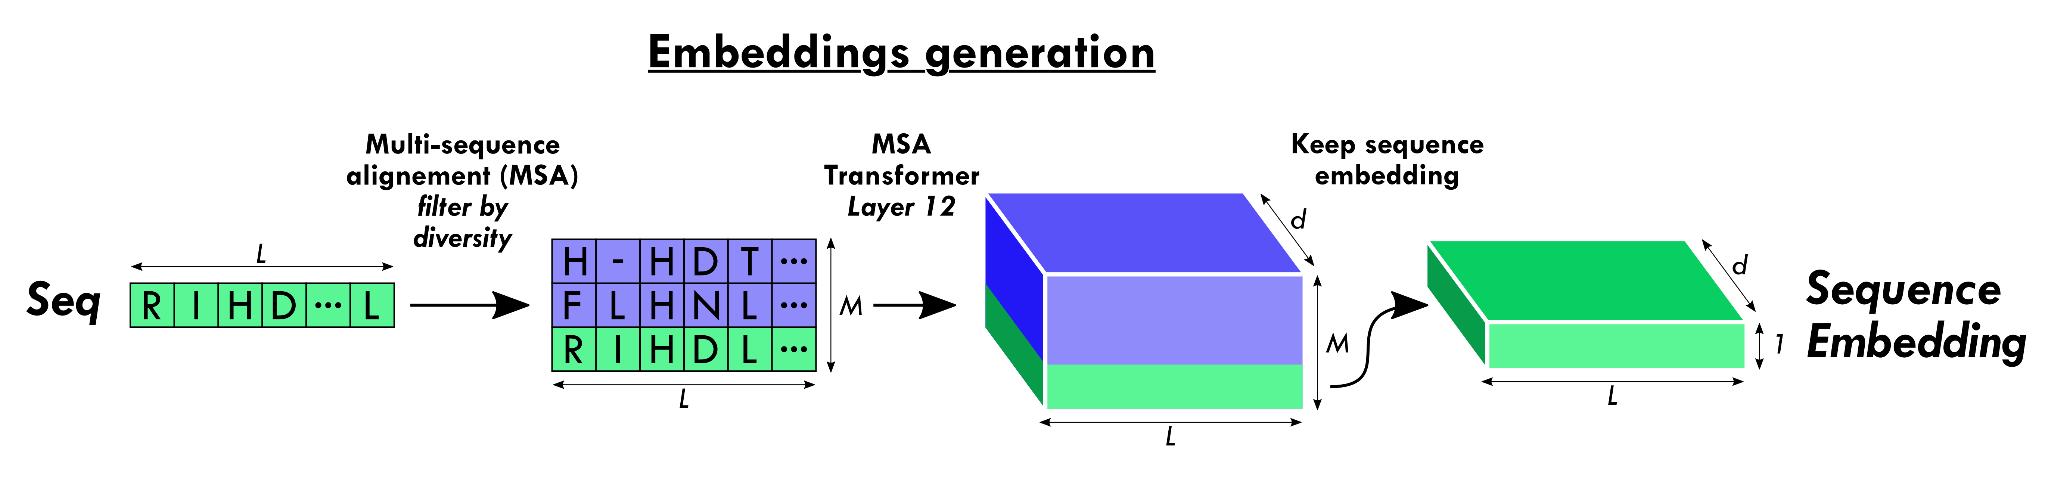 Embeddings generation
Multi-sequence
alignement (MSA)
filter by
diversity
MSA
Transformer
Layer 12
Keep sequence
embedding
Seq
L
R I H D ... L
H - H D T ...
F L H N L ...
R I H D L ...
M
L
d
M
L
d
1
L
Sequence
Embedding